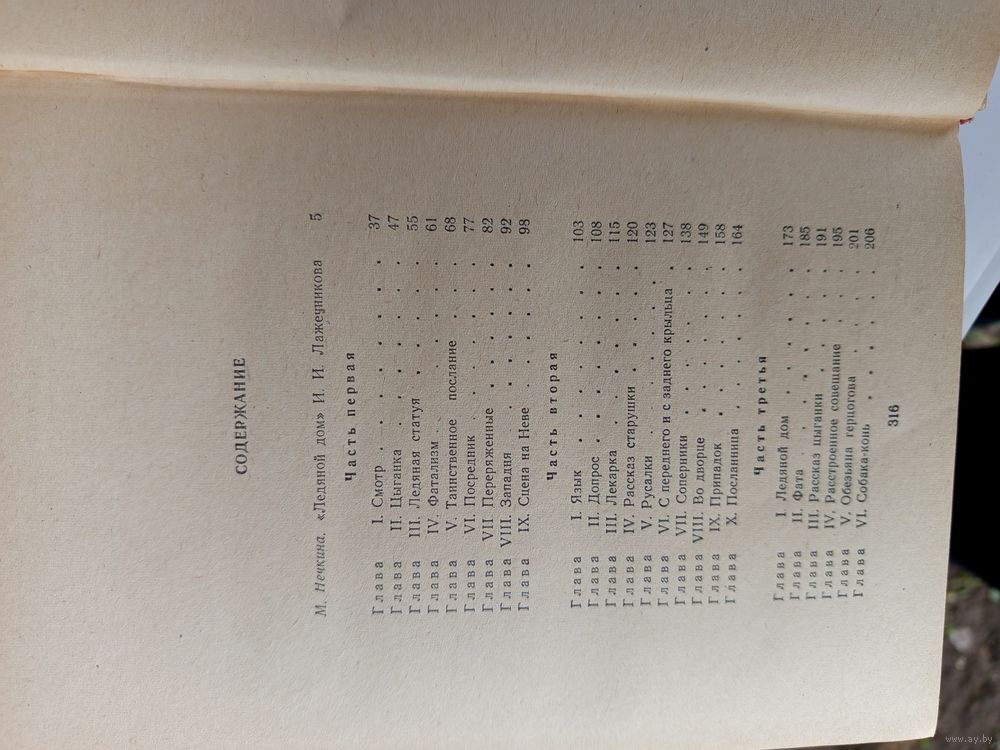 СОДЕРЖАНИЕ
М. Нечкина. «Ледяной дом» И. И. Лажечникова 5
Часть первая
Глава I. Смотр . . . . . . . 37
Глава II. Цыганка . . . . . . . 47
Глава III. Ледяная статуя . . . . . 55
Глава IV. Фатализм . . . . . . 61
Глава V. Таинственное послание . . . 68
Глава VI. Посредник . . . . . . 77
Глава VII. Переряженные . . . . . 82
Глава VIII. Западня . . . . . . 92
Глава IX. Сцена на Неве . . . . . 98
Часть вторая
Глава I. Язык . . . . . . . 103
Глава II. Допрос . . . . . . . 108
Глава III. Лекарка . . . . . . . 115
Глава IV. Рассказ старушки . . . . . 120
Глава V. Русалки . . . . . . 123
Глава VI. С переднего и с заднего крыльца . 127
Глава VII. Соперники . . . . . . 138
Глава VIII. Во дворце . . . . . . 149
Глава IX. Припадок . . . . . . 158
Глава X. Посланница . . . . . . 164
Часть третья
Глава I. Ледяной дом . . . . . . 173
Глава II. Фата . . . . . . . 185
Глава III. Рассказ цыганки . . . . . 191
Глава IV. Расстроенное совещание . . . 195
Глава V. Обезьяна герцогова . . . . 201
Глава VI. Собака-конь . . . . . . 206
316
www.ay.by